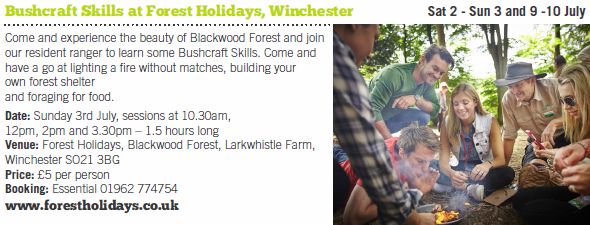 Bushcraft Skills at Forest Holidays, Winchester
Sat 2 - Sun 3 and 9 -10 July
Come and experience the beauty of Blackwood Forest and join
our resident ranger to learn some Bushcraft Skills. Come and
have a go at lighting a fire without matches, building your
own forest shelter
and foraging for food.
Date: Sunday 3rd July, sessions at 10.30am,
12pm, 2pm and 3.30pm – 1.5 hours long
Venue: Forest Holidays, Blackwood Forest, Larkwhistle Farm,
Winchester SO21 3BG
Price: £5 per person
Booking: Essential 01962 774754
www.forestholidays.co.uk